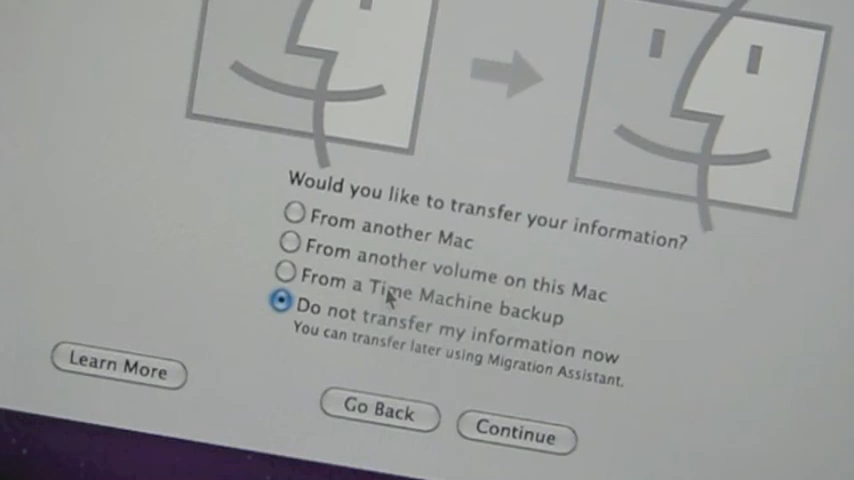 Would you like to transfer your information?
From another Mac
From another volume on this Mac
From a Time Machine backup
Do not transfer my information now
You can transfer later using Migration Assistant.
Learn More
Go Back
Continue